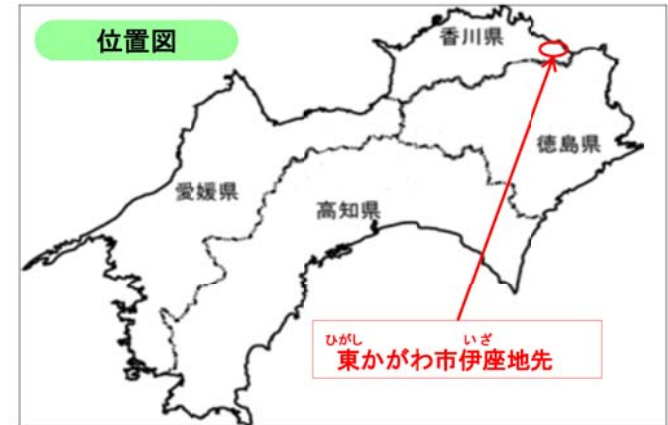 位置図
香川県
徳島県
愛媛県
高知県
ひがし いざ
東かがわ市伊座地先